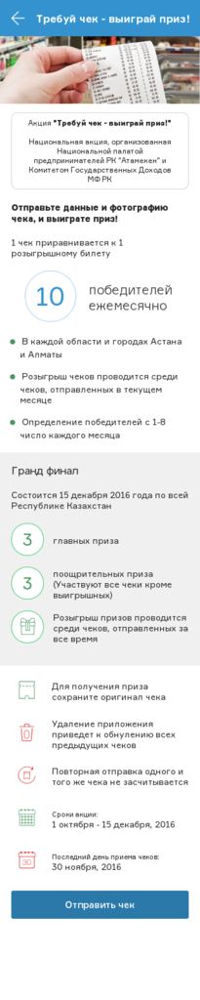 Требуй чек - выиграй приз!
Акция "Требуй чек - выиграй приз!"
Национальная акция, организованная
Национальной палатой
предпринимателей РК "Атамекен" и
Комитетом Государственных Доходов
МФ РК
Отправьте данные и фотографию
чека, и выиграте приз!
1 чек приравнивается к 1
розыгрышному билету
10
победителей
ежемесячно
В каждой области и городах Астана
и Алматы
Розыгрыш чеков проводится среди
чеков, отправленных в текущем
месяце
Определение победителей с 1-8
число каждого месяца
Гранд финал
Состоится 15 декабря 2016 года по всей
Республике Казахстан
3
главных приза
3
поощрительных приза
(Участвуют все чеки кроме
выигрышных)
Розыгрыш призов проводится
среди чеков, отправленных за
все время
Для получения приза
сохраните оригинал чека
Удаление приложения
приведет к обнулению всех
предыдущих чеков
Повторная отправка одного и
того же чека не засчитывается
Сроки акции:
1 октября - 15 декабря, 2016
30
Последний день приема чеков:
30 ноября, 2016
Отправить чек